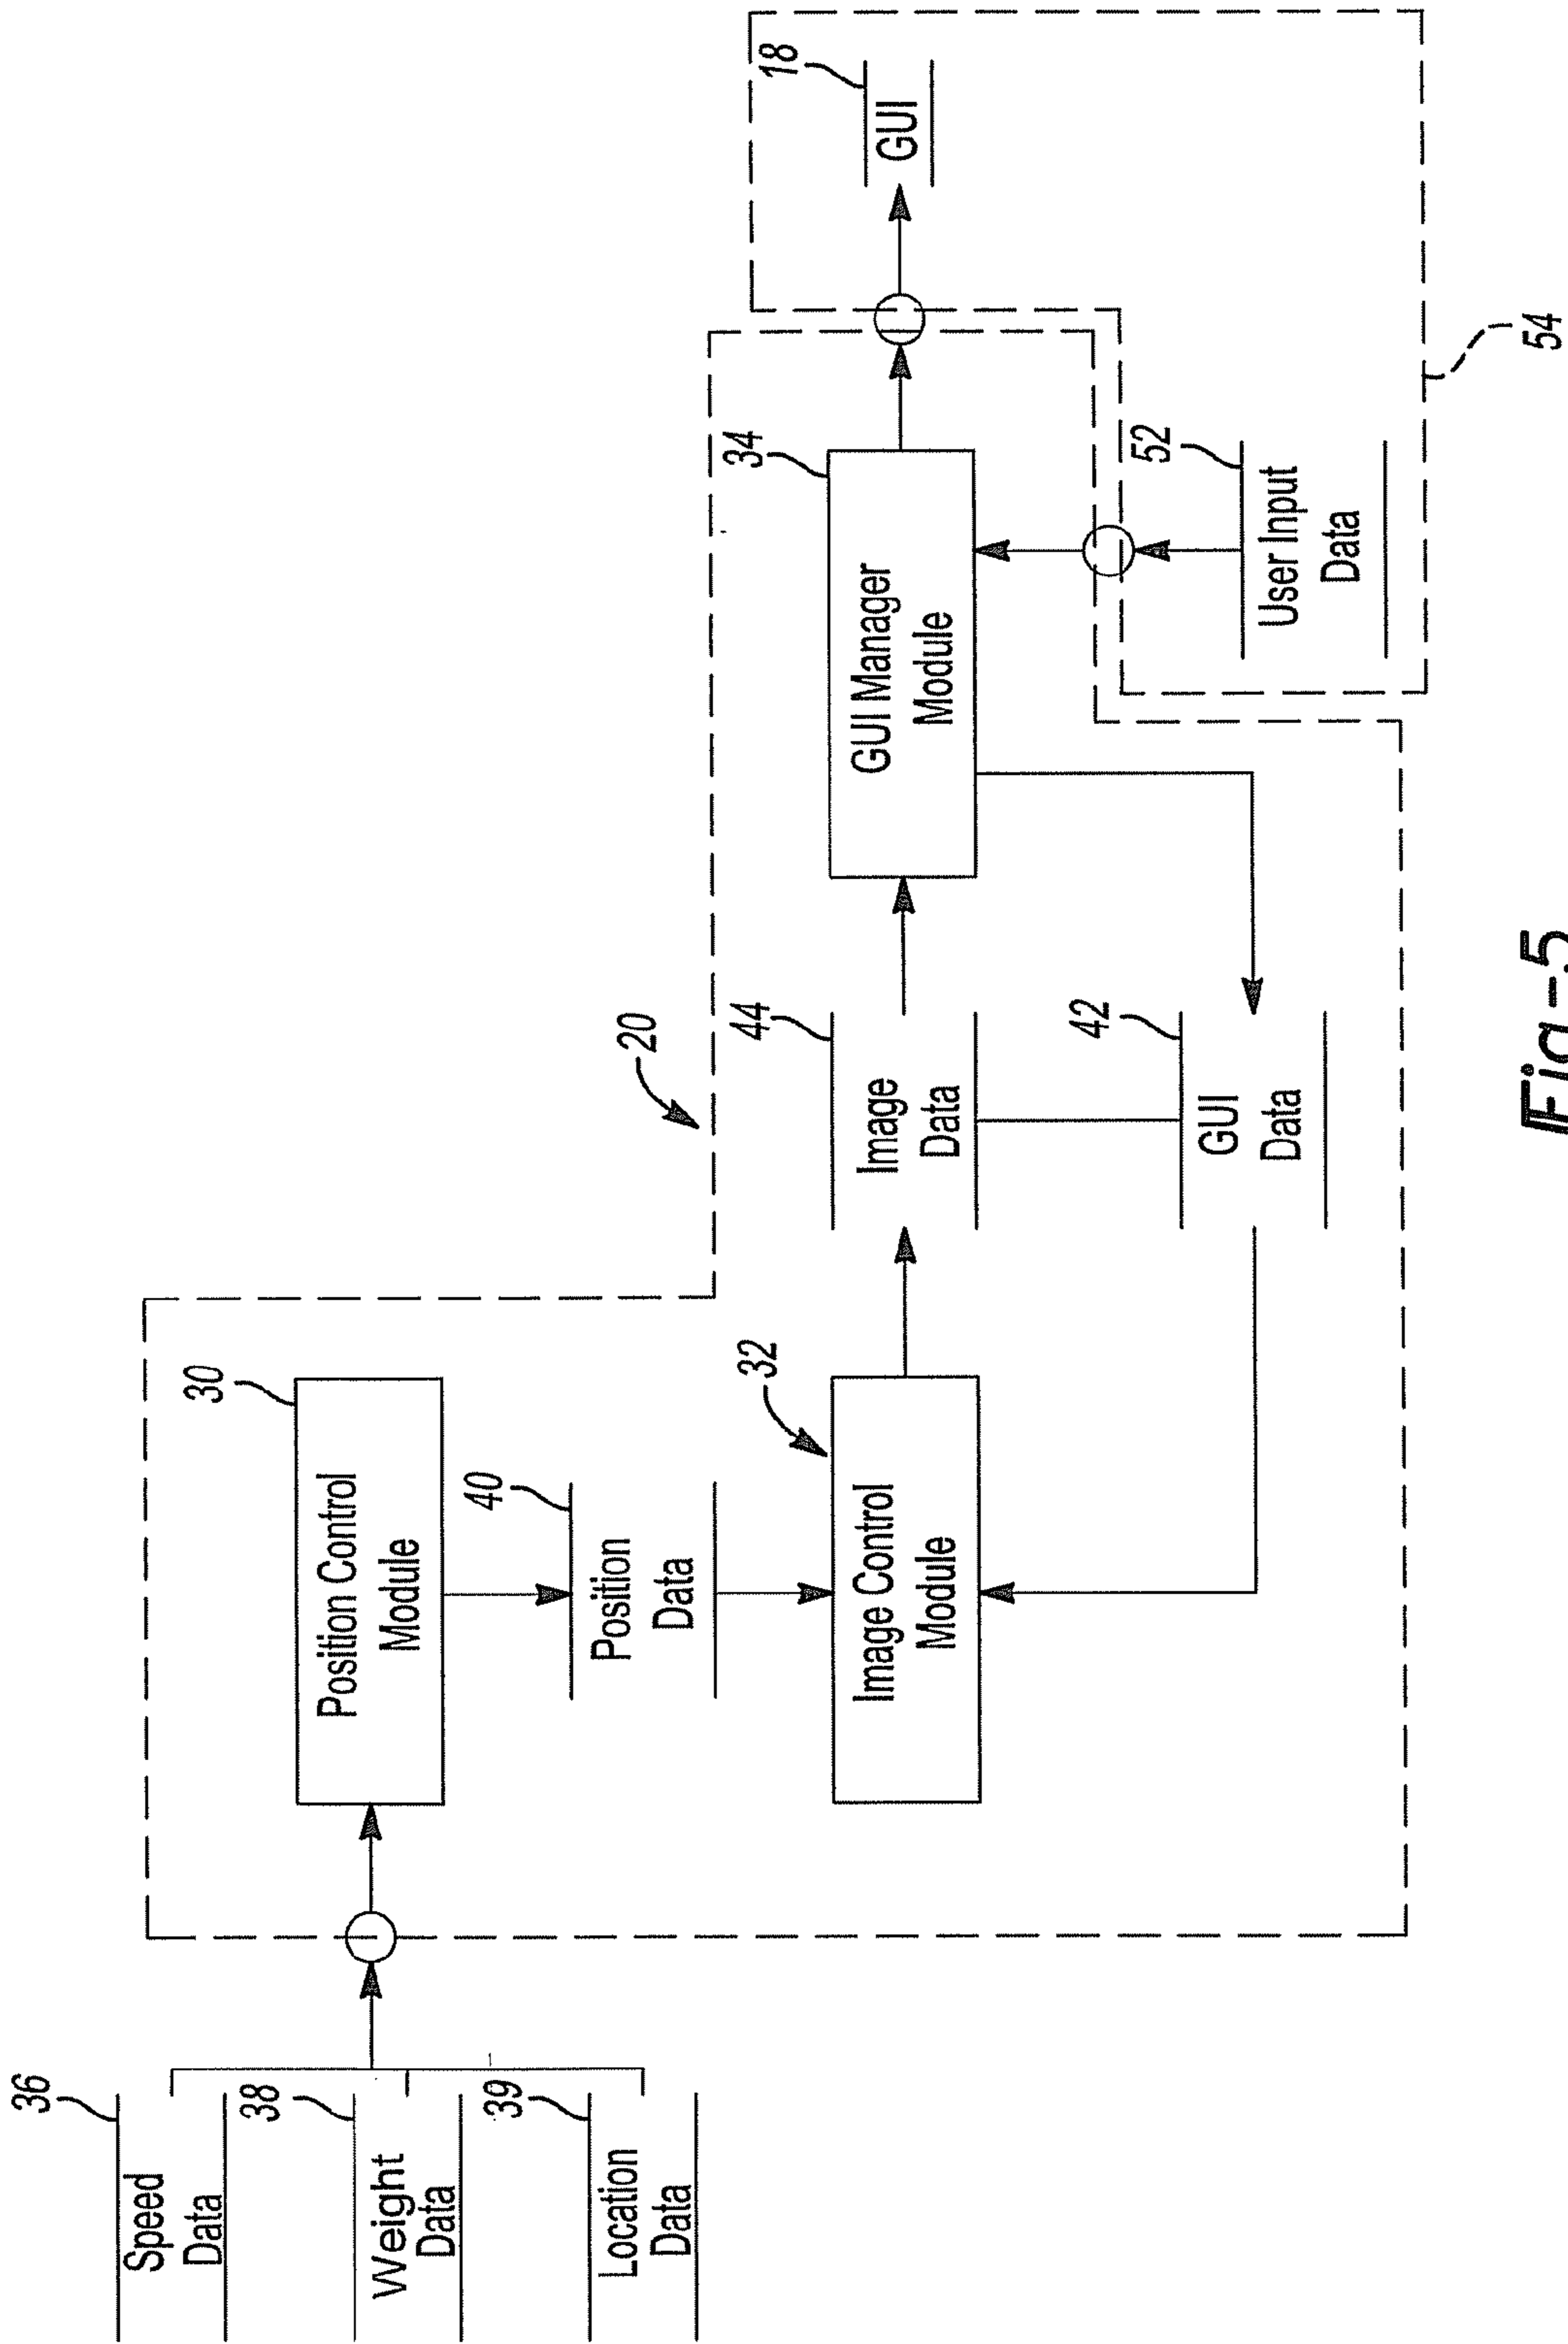 36
Speed
Data
38
Weight
Data
39
Location
Data
30
Position Control
Module
40
Position
Data
32
Image Control
Module
20
44
Image
Data
42
GUI
Data
34
GUI Manager
Module
52
User Input
Data
18
GUI
54
Fig-5